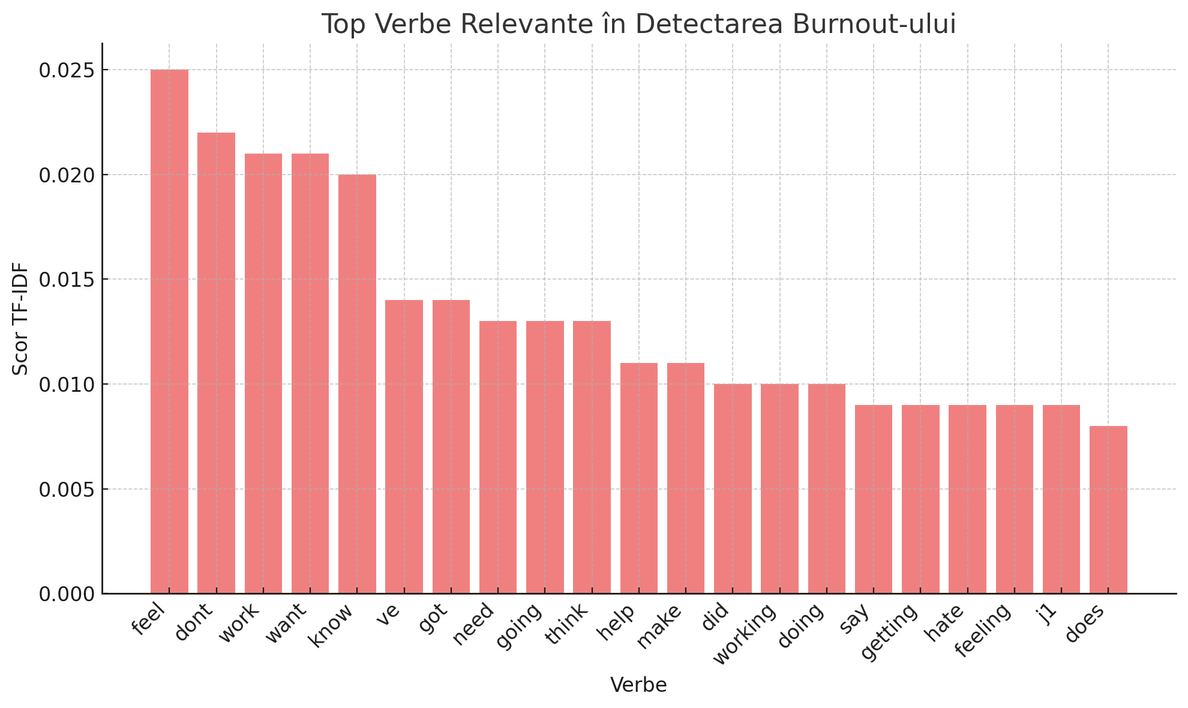 Top Verbe Relevante în Detectarea Burnout-ului
Scor TF-IDF
0.025
0.020
0.015
0.010
0.005
0.000
feel
dont
work
want
know
ve
got
need
going
think
help
make
did
working
doing
say
getting
hate
feeling
j1
does
Verbe